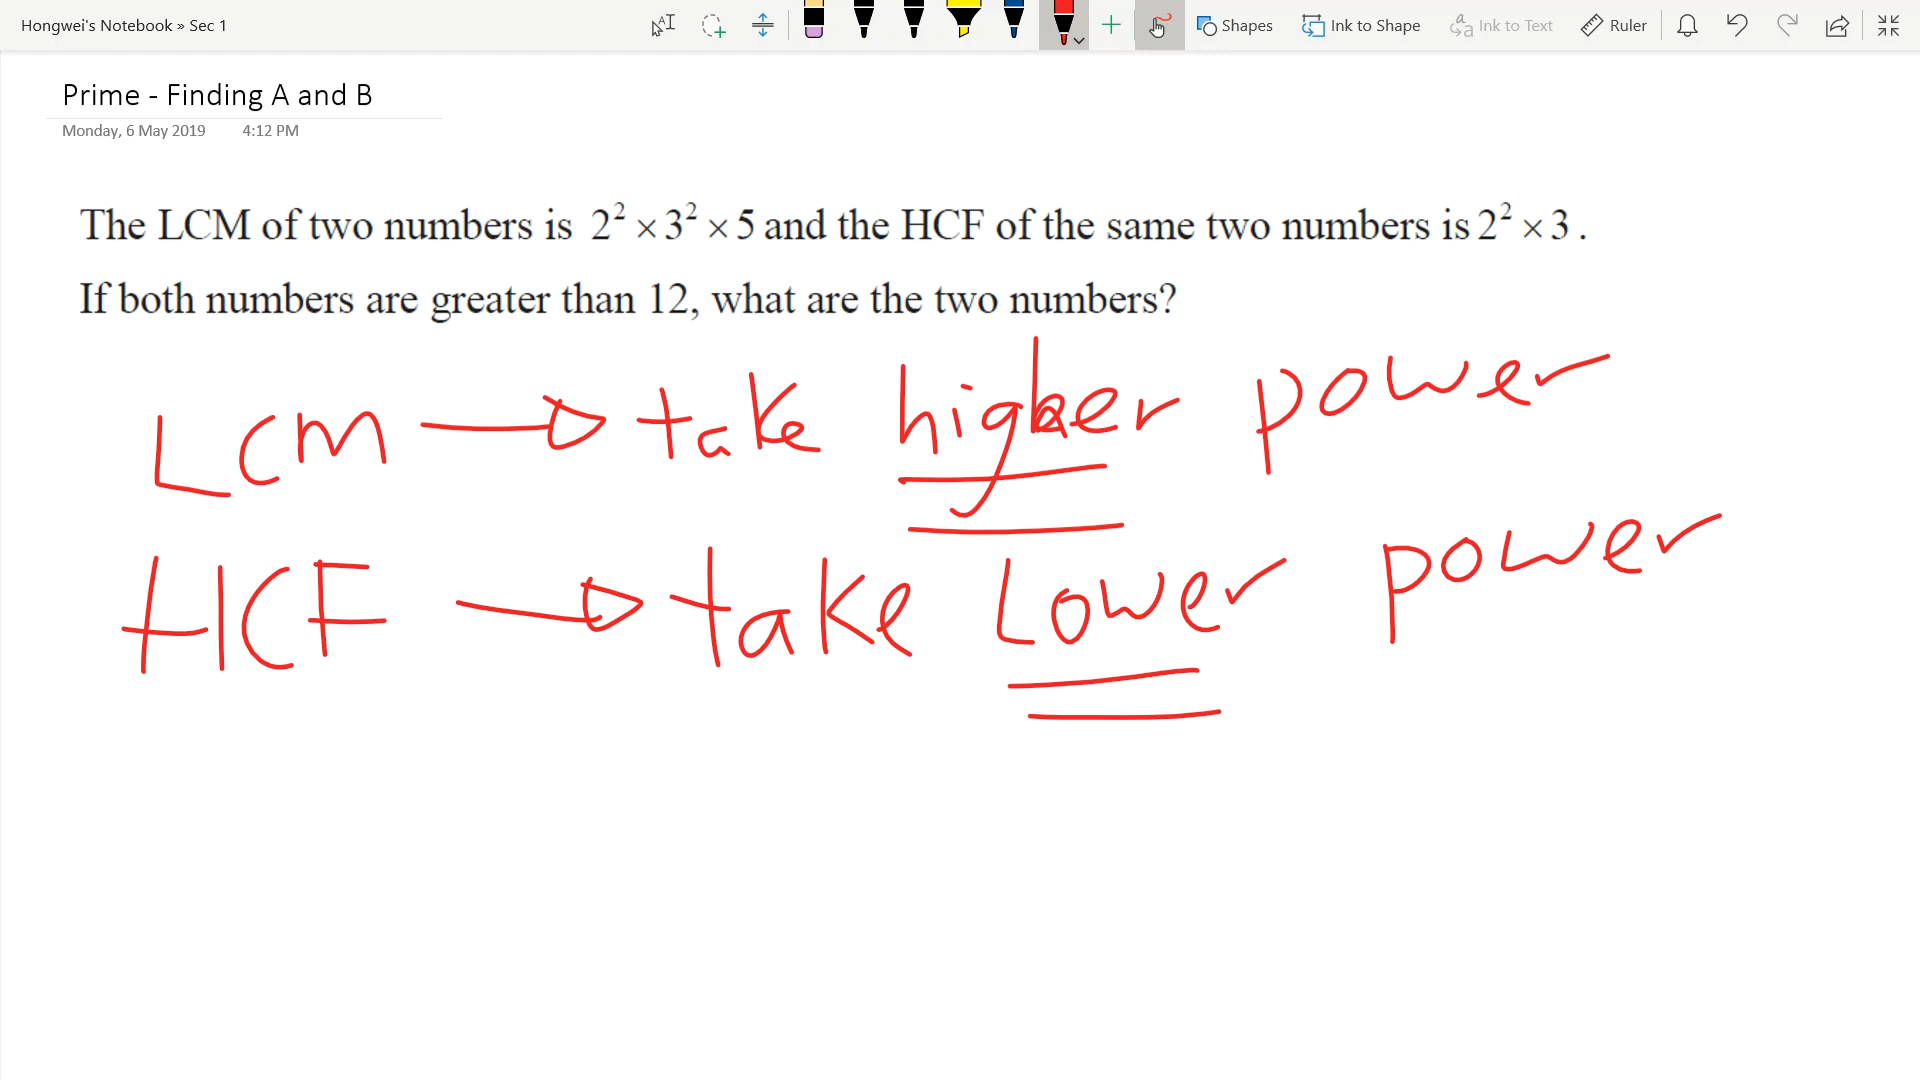 Hongwei's Notebook » Sec 1
Shapes Ink to Shape Ink to Text Ruler
Prime - Finding A and B
Monday, 6 May 2019 4:12 PM
The LCM of two numbers is 2² × 3² × 5 and the HCF of the same two numbers is 2² × 3 .
If both numbers are greater than 12, what are the two numbers?
LCM → take higher power
HCF → take Lower power